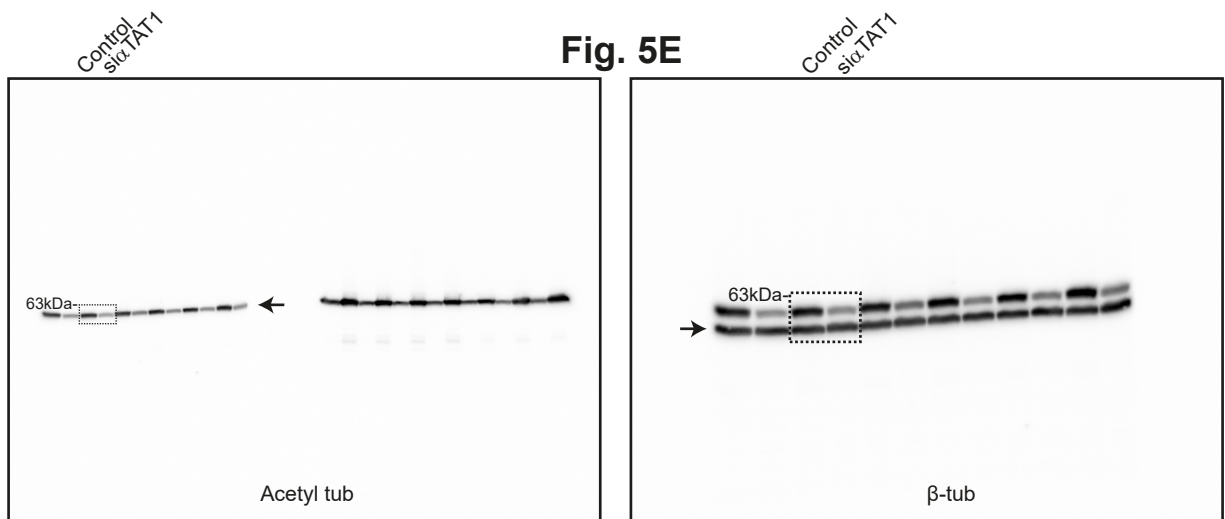 Fig. 5E
Control
siαTAT1
63kDa-
Acetyl tub
Control
siαTAT1
63kDa-
β-tub